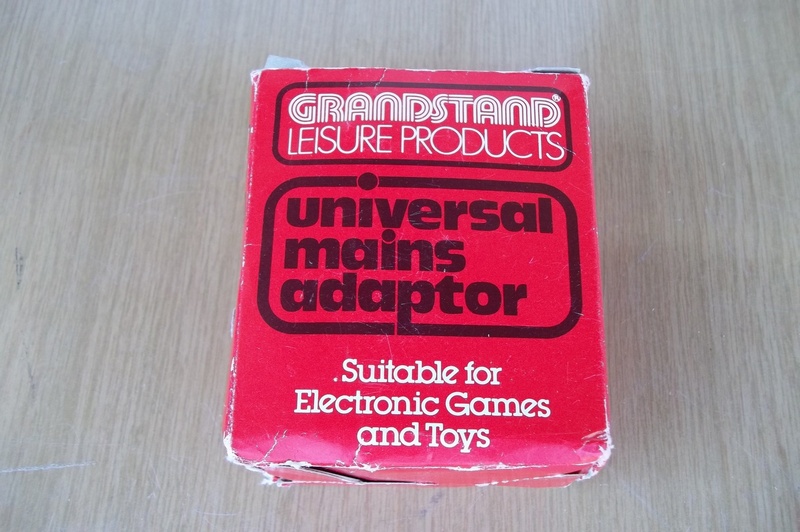 GRANDSTAND®
LEISURE PRODUCTS
universal
mains
adaptor
Suitable for
Electronic Games
and Toys